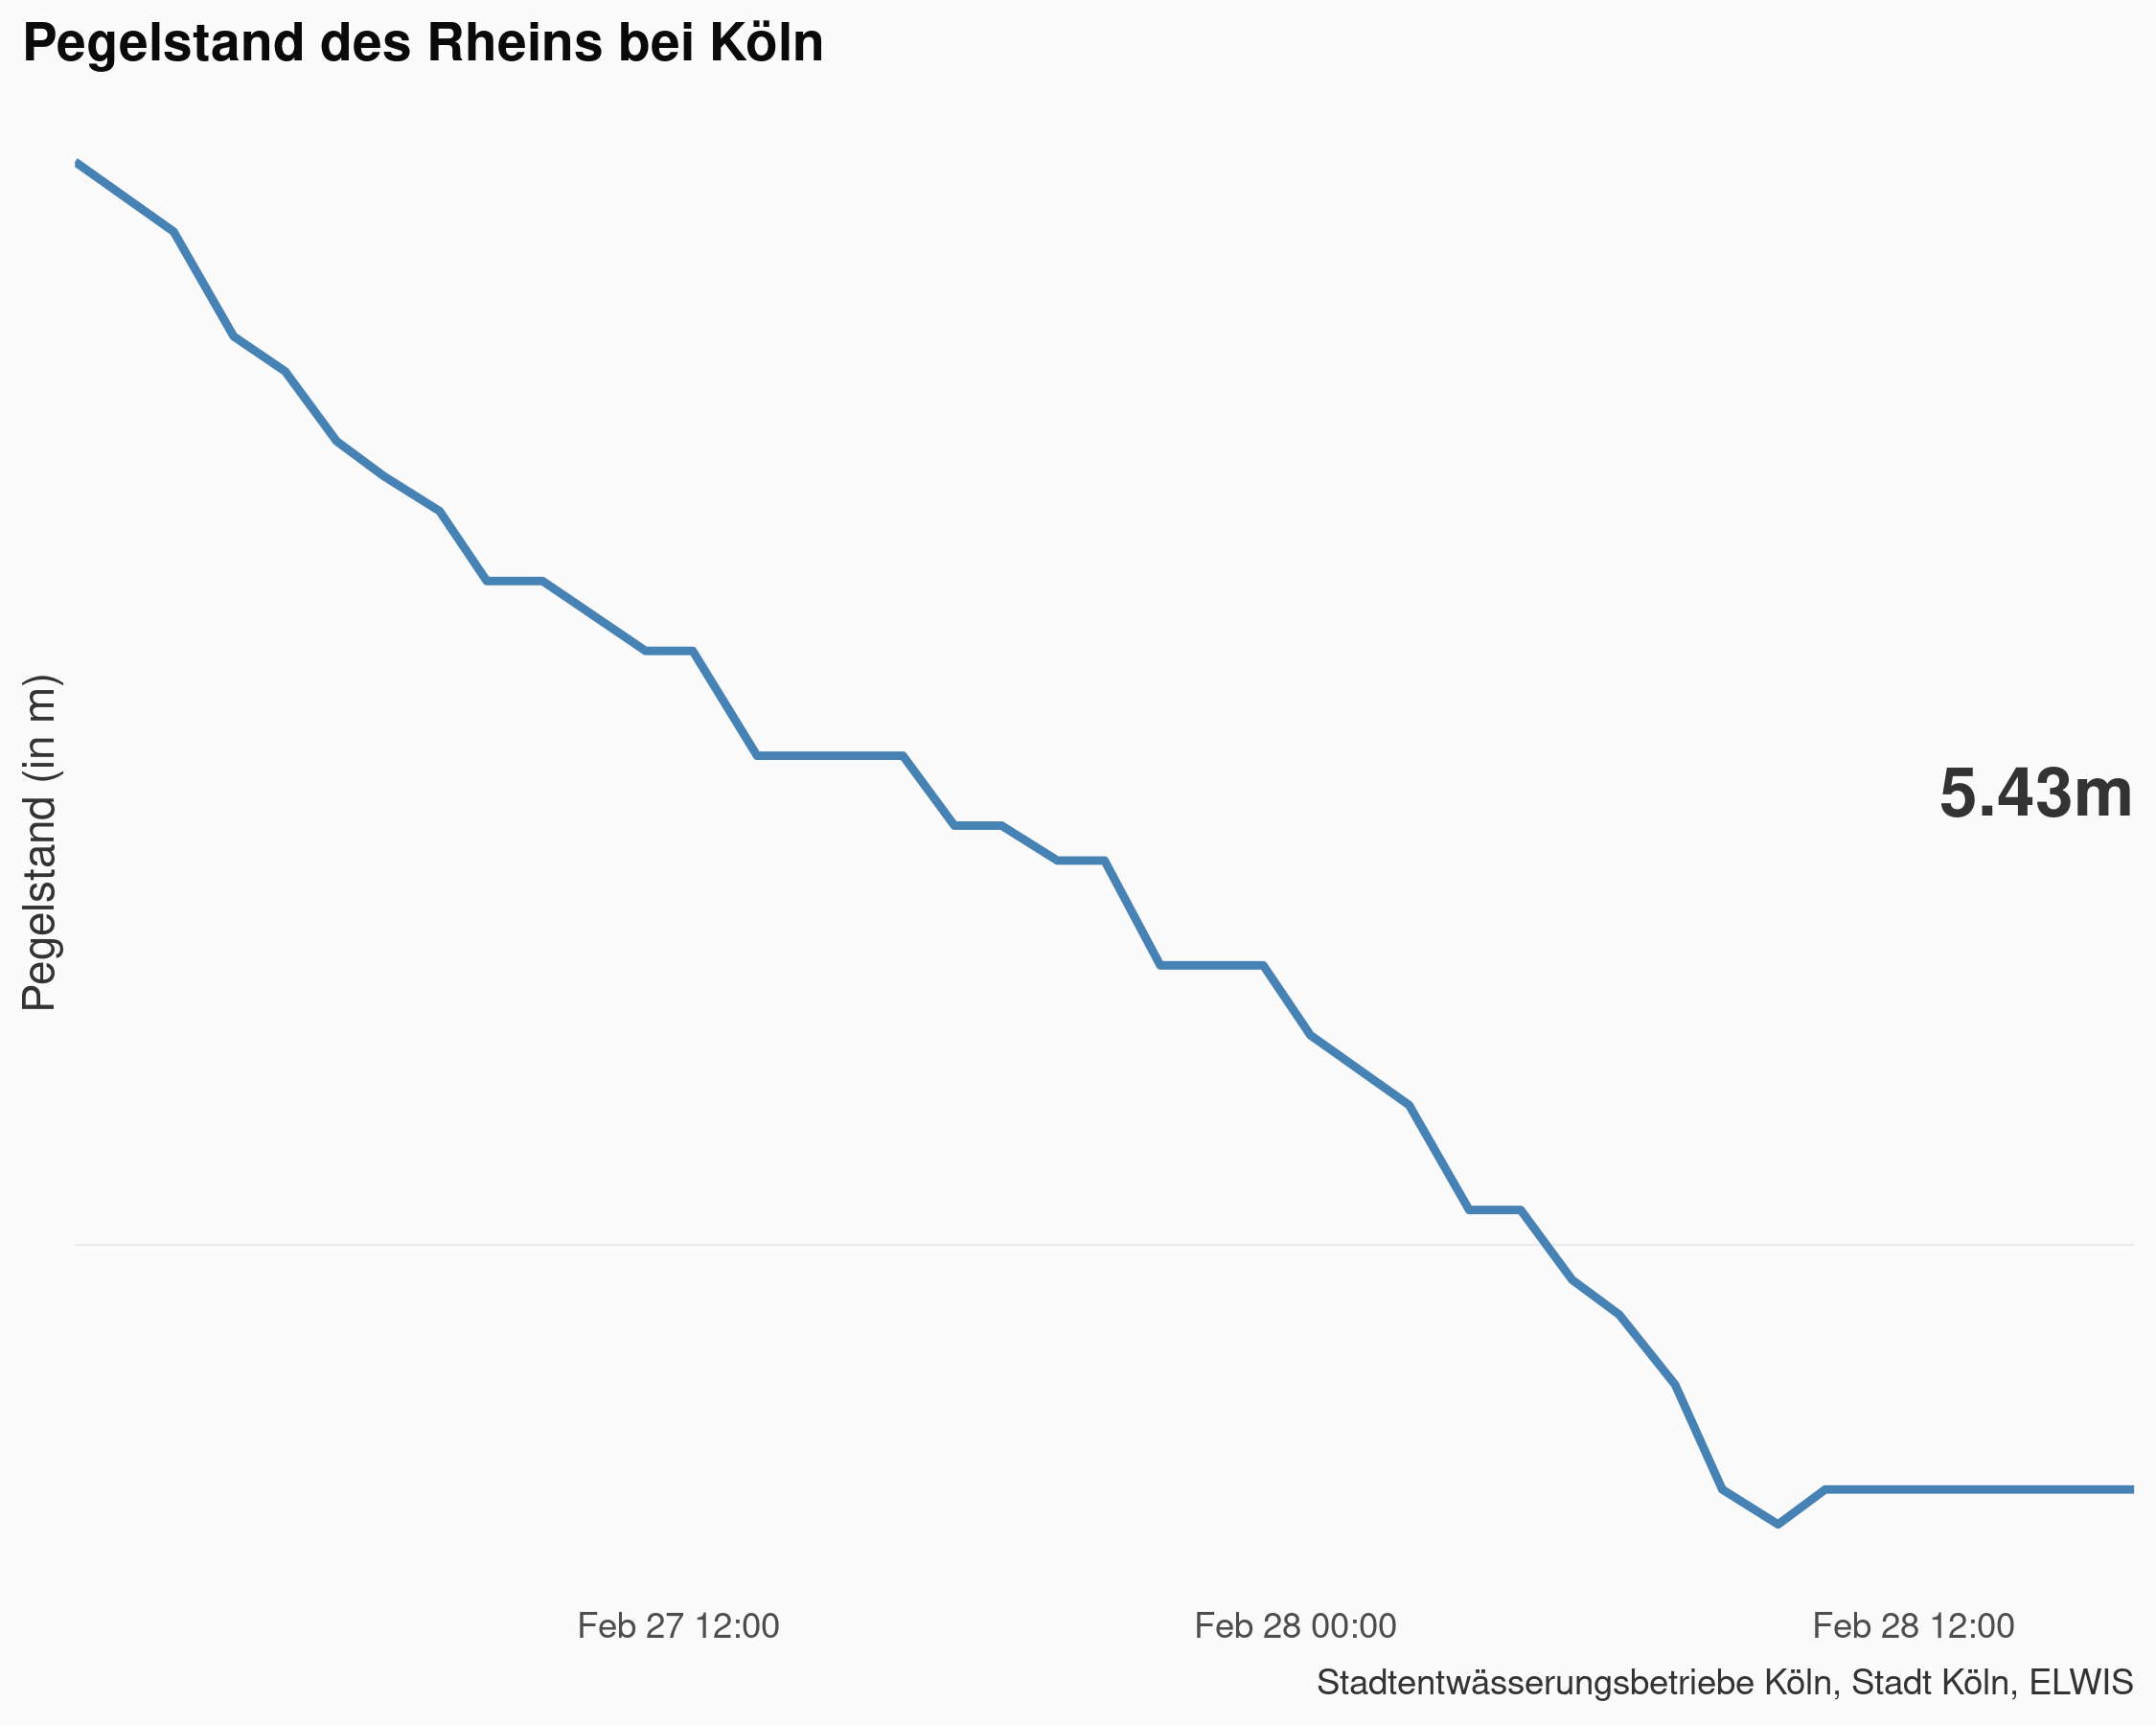 Pegelstand des Rheins bei Köln
Pegelstand (in m)
5.43m
Feb 27 12:00
Feb 28 00:00
Feb 28 12:00
Stadtentwässerungsbetriebe Köln, Stadt Köln, ELWIS